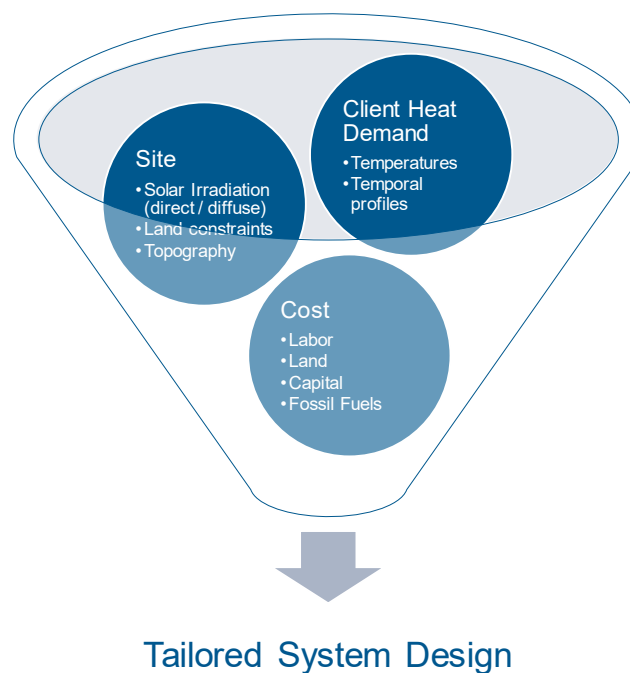 Client Heat
Demand
•Temperatures
•Temporal
profiles
Site
•Solar Irradiation
(direct / diffuse)
•Land constraints
•Topography
Cost
•Labor
•Land
•Capital
•Fossil Fuels
Tailored System Design